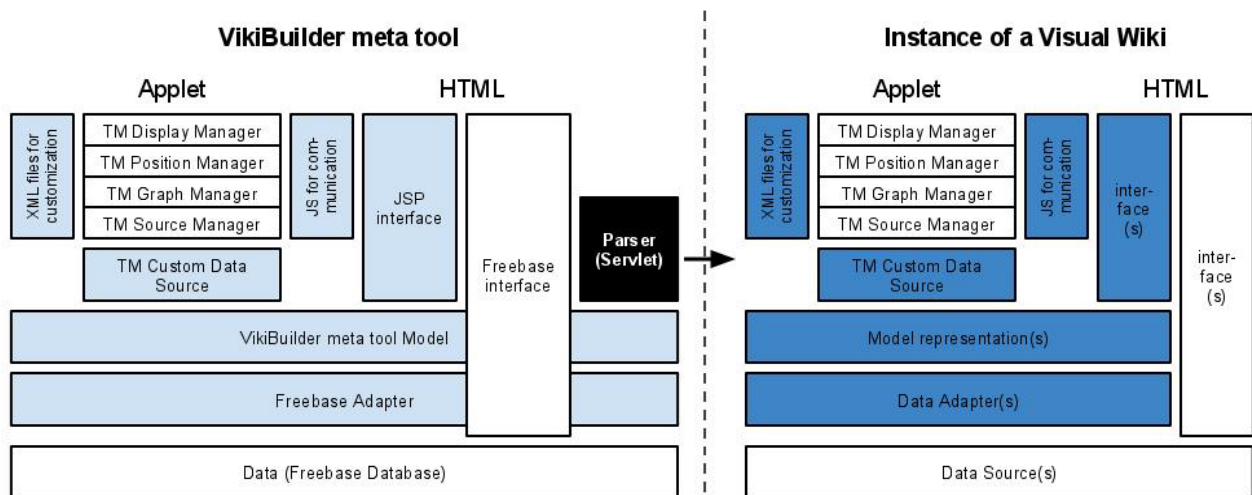 VikiBuilder meta tool
Applet
HTML
XML files for
customization
TM Display Manager
TM Position Manager
TM Graph Manager
TM Source Manager
TM Custom Data
Source
JS for com-
munication
JSP
interface
Freebase
interface
Parser
(Servlet)
VikiBuilder meta tool Model
Freebase Adapter
Data (Freebase Database)
Instance of a Visual Wiki
Applet
HTML
XML files for
customization
TM Display Manager
TM Position Manager
TM Graph Manager
TM Source Manager
TM Custom Data
Source
JS for com-
munication
inter-
face
(s)
inter-
face
(s)
Model representation(s)
Data Adapter(s)
Data Source(s)